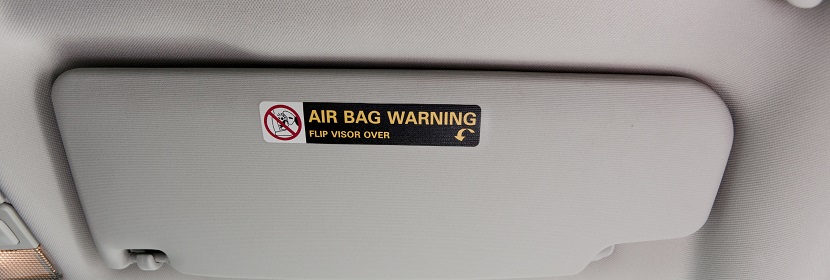 AIR BAG WARNING
FLIP VISOR OVER